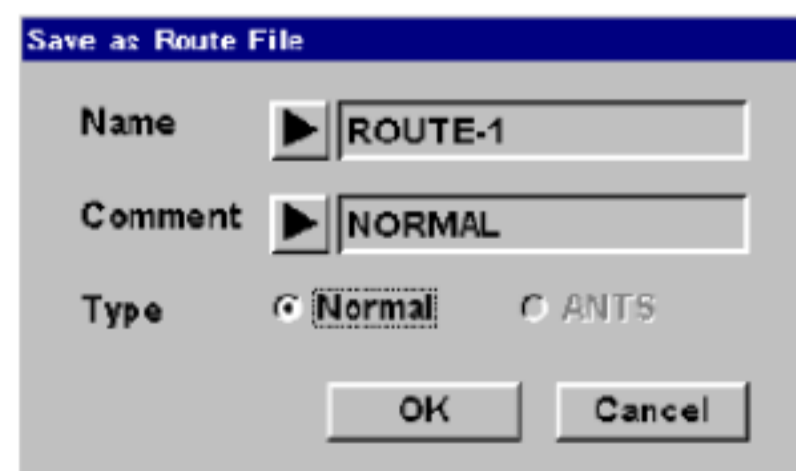 Save as Route File
Name ROUTE-1
Comment NORMAL
Type Normal ANTS
OK Cancel